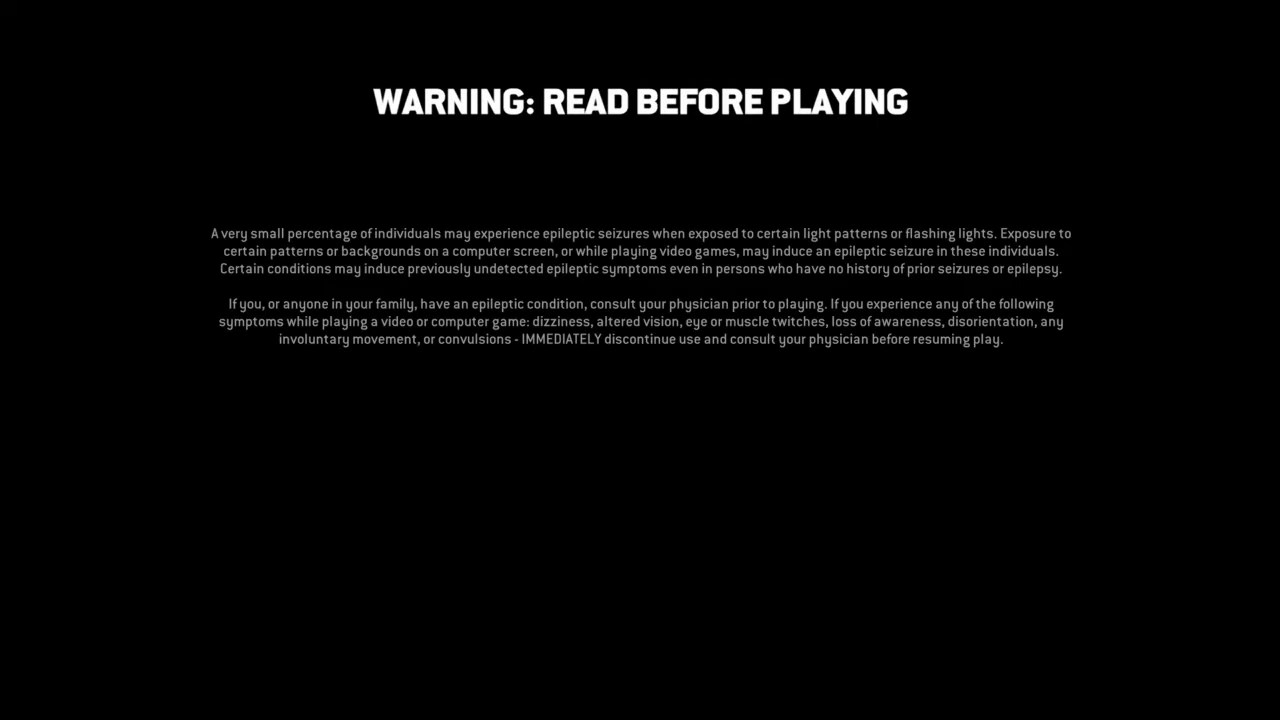 WARNING: READ BEFORE PLAYING
A very small percentage of individuals may experience epileptic seizures when exposed to certain light patterns or flashing lights. Exposure to
certain patterns or backgrounds on a computer screen, or while playing video games, may induce an epileptic seizure in these individuals.
Certain conditions may induce previously undetected epileptic symptoms even in persons who have no history of prior seizures or epilepsy.
If you, or anyone in your family, have an epileptic condition, consult your physician prior to playing. If you experience any of the following
symptoms while playing a video or computer game: dizziness, altered vision, eye or muscle twitches, loss of awareness, disorientation, any
involuntary movement, or convulsions - IMMEDIATELY discontinue use and consult your physician before resuming play.